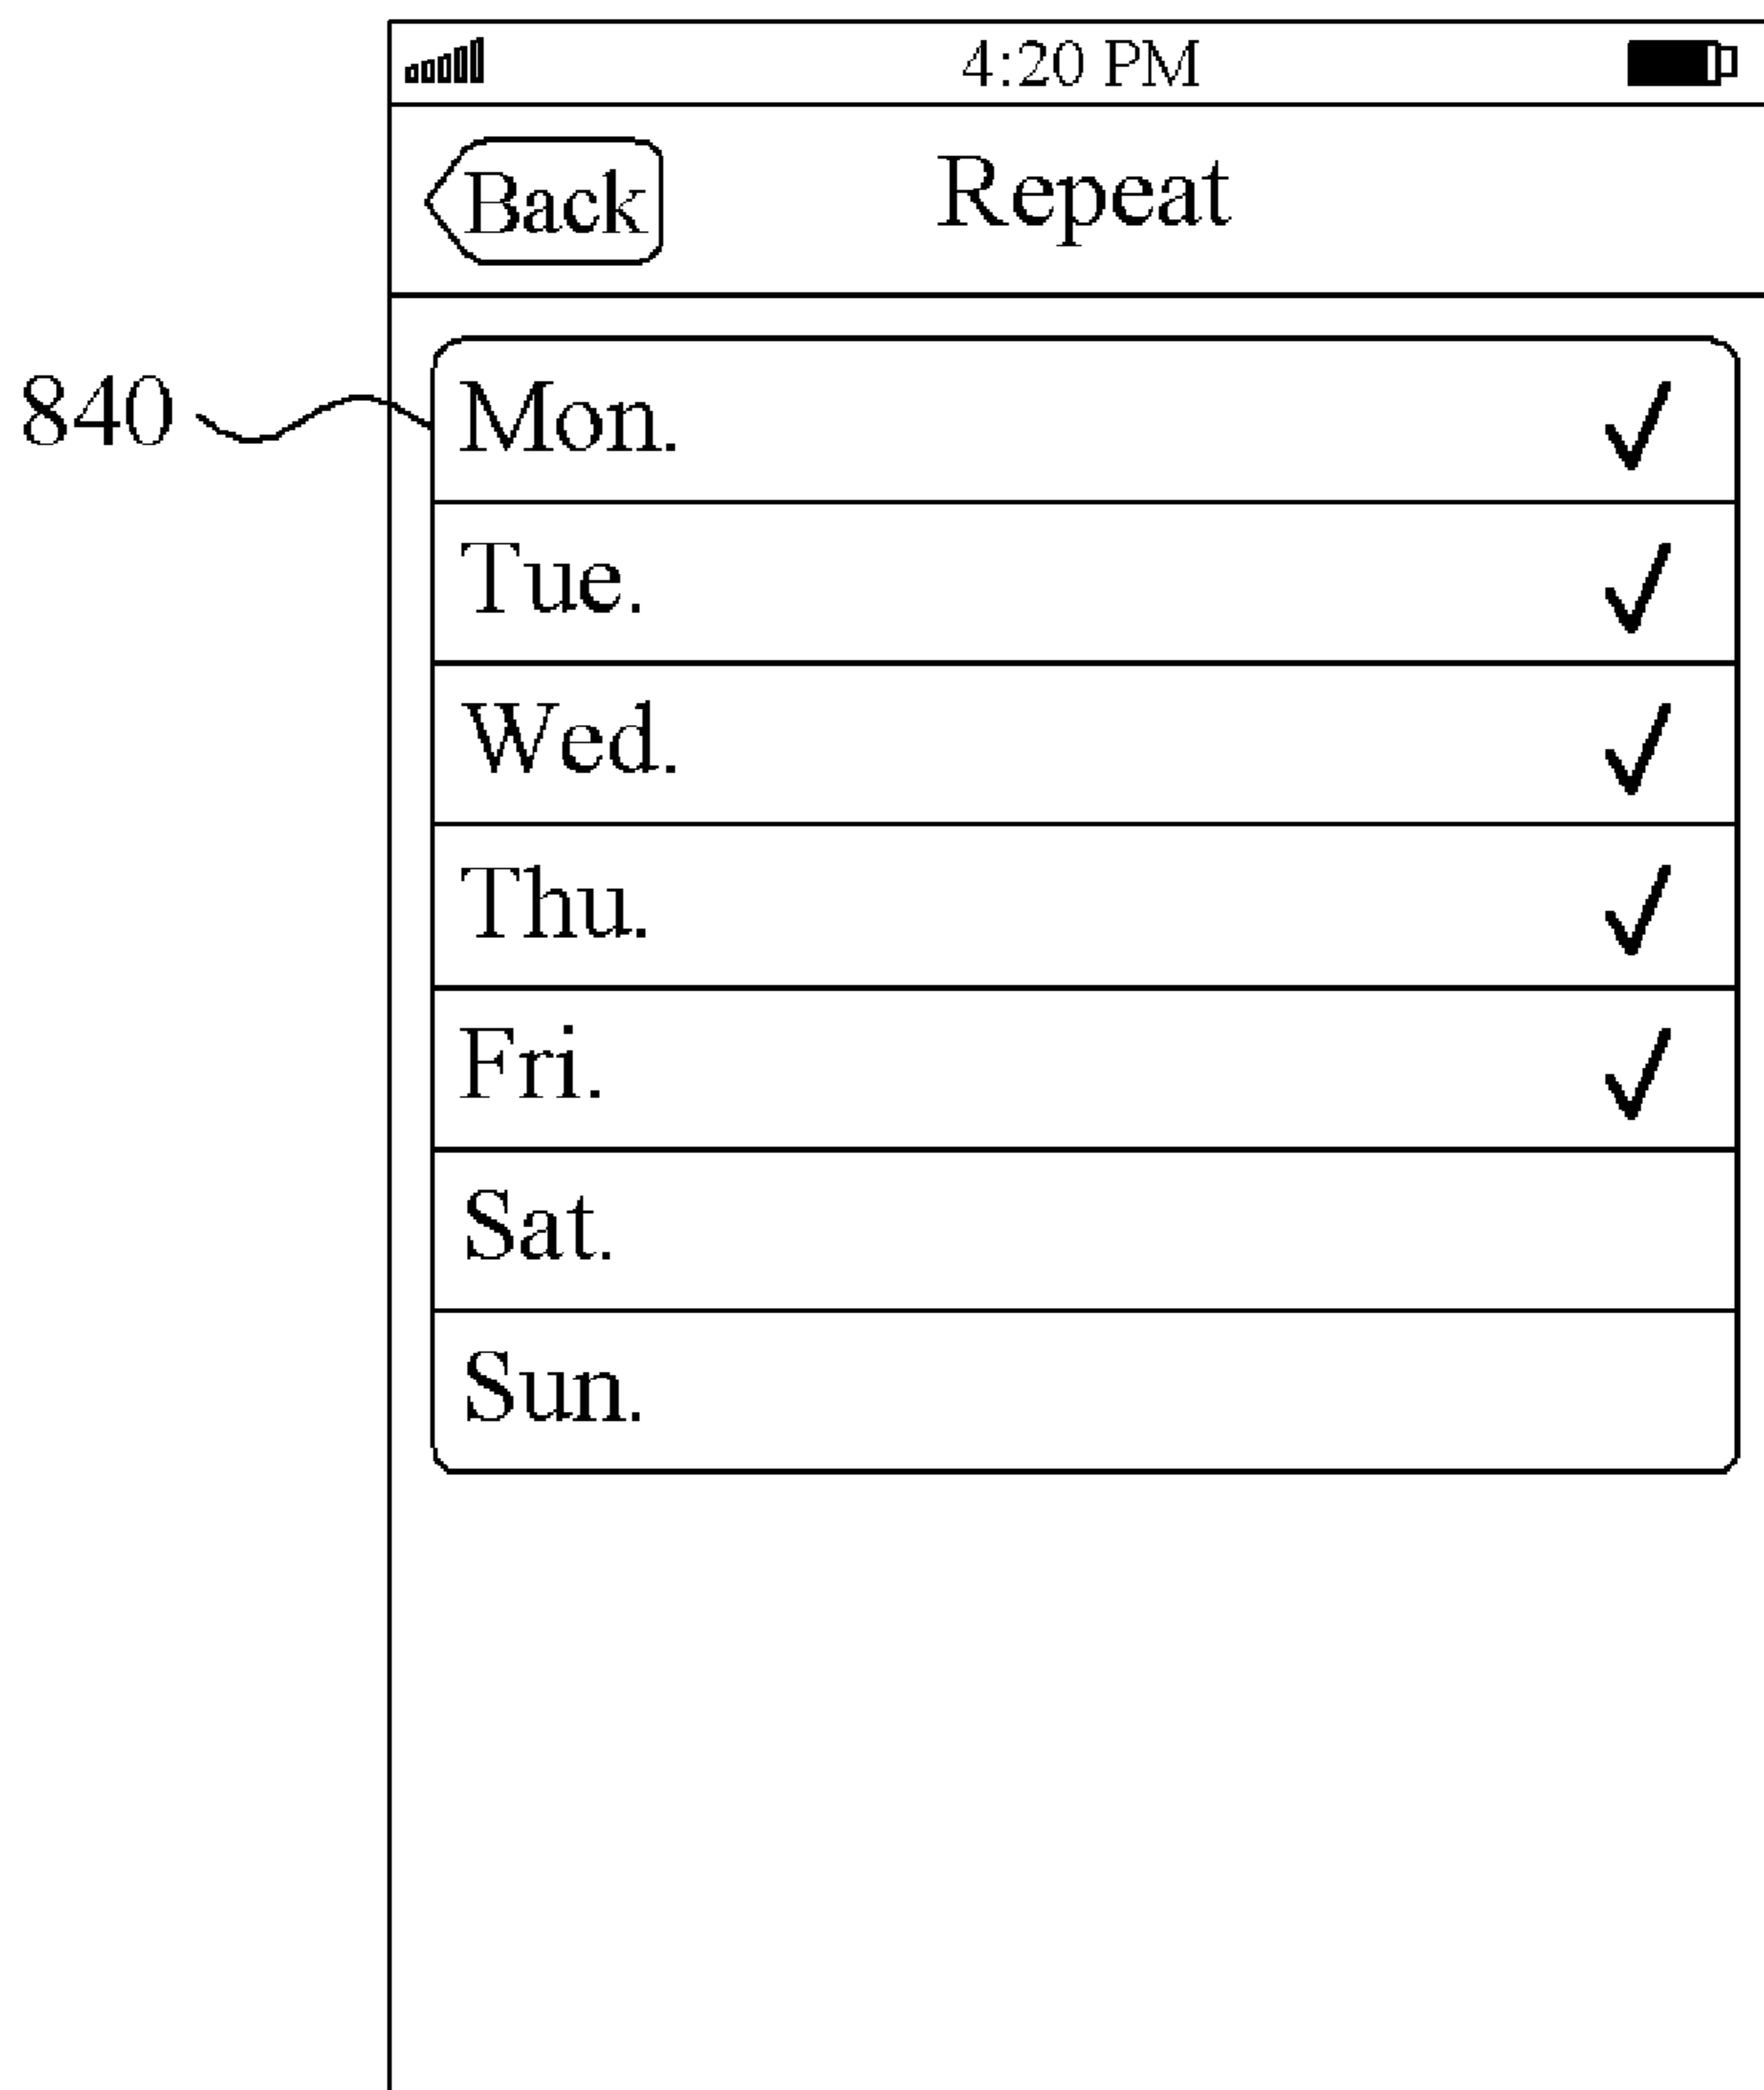 4:20 PM
Back
Repeat
840
Mon.
Tue.
Wed.
Thu.
Fri.
Sat.
Sun.